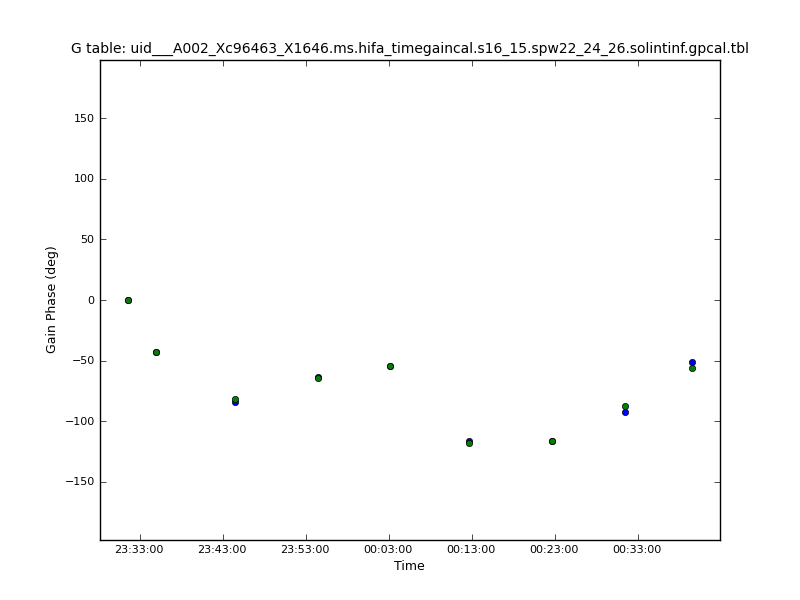 G table: uid___A002_Xc96463_X1646.ms.hifa_timegaincal.s16_15.spw22_24_26.solintinf.gpcal.tbl
150
100
50
0
−50
−100
−150
Gain Phase (deg)
23:33:00 23:43:00 23:53:00 00:03:00 00:13:00 00:23:00 00:33:00
Time